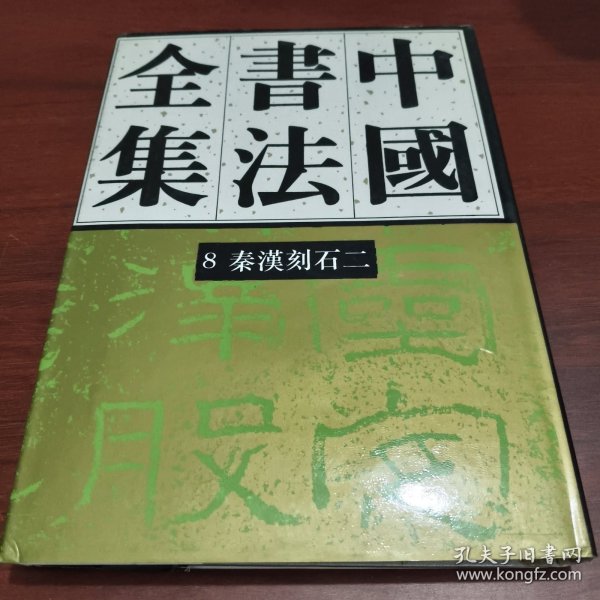 中國
書法
全集
8 秦漢刻石二
孔夫子旧书网
www.kongfz.com